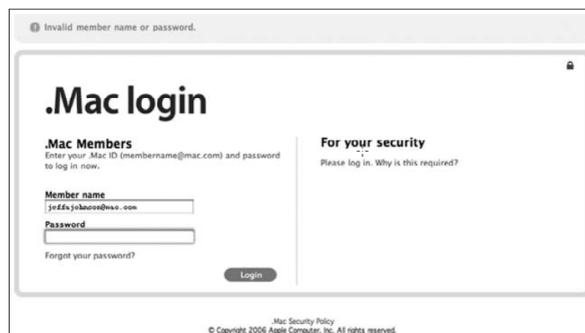 Invalid member name or password.
.Mac login
.Mac Members
Enter your .Mac ID (membername@mac.com) and password
to log in now.
Member name
jeffajohnson@mac.com
Password
Forgot your password?
Login
For your security
Please log in. Why is this required?
.Mac Security Policy
© Copyright 2006 Apple Computer, Inc. All rights reserved.